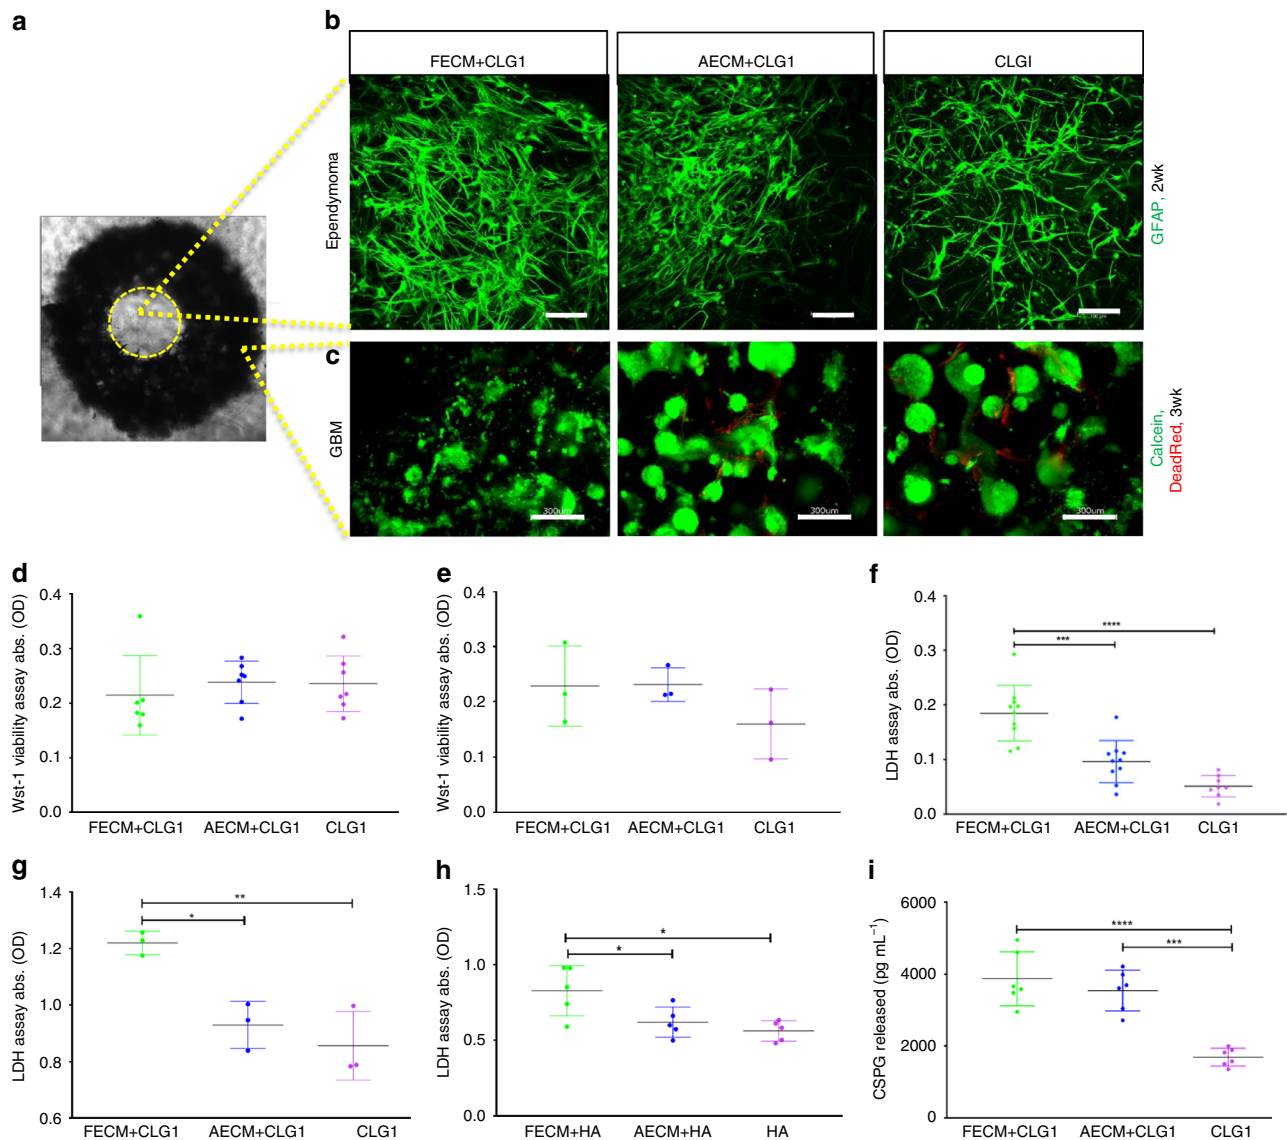 a
b
FECM+CLG1
AECM+CLG1
CLGI
Ependymoma
GFAP, 2wk
c
GBM
300um
300um
300um
Calcein,
DeadRed, 3wk
d
Wst-1 viability assay abs. (OD)
0.4
0.3
0.2
0.1
0.0
FECM+CLG1
AECM+CLG1
CLG1
e
Wst-1 viability assay abs. (OD)
0.4
0.3
0.2
0.1
0.0
FECM+CLG1
AECM+CLG1
CLG1
f
LDH assay abs. (OD)
0.4
0.3
0.2
0.1
0.0
****
***
FECM+CLG1
AECM+CLG1
CLG1
g
LDH assay abs. (OD)
1.4
1.2
1.0
0.8
0.6
**
*
FECM+CLG1
AECM+CLG1
CLG1
h
LDH assay abs. (OD)
1.5
1.0
0.5
0.0
*
*
FECM+HA
AECM+HA
HA
i
CSPG released (pg mL⁻¹)
6000
4000
2000
0
****
***
FECM+CLG1
AECM+CLG1
CLG1